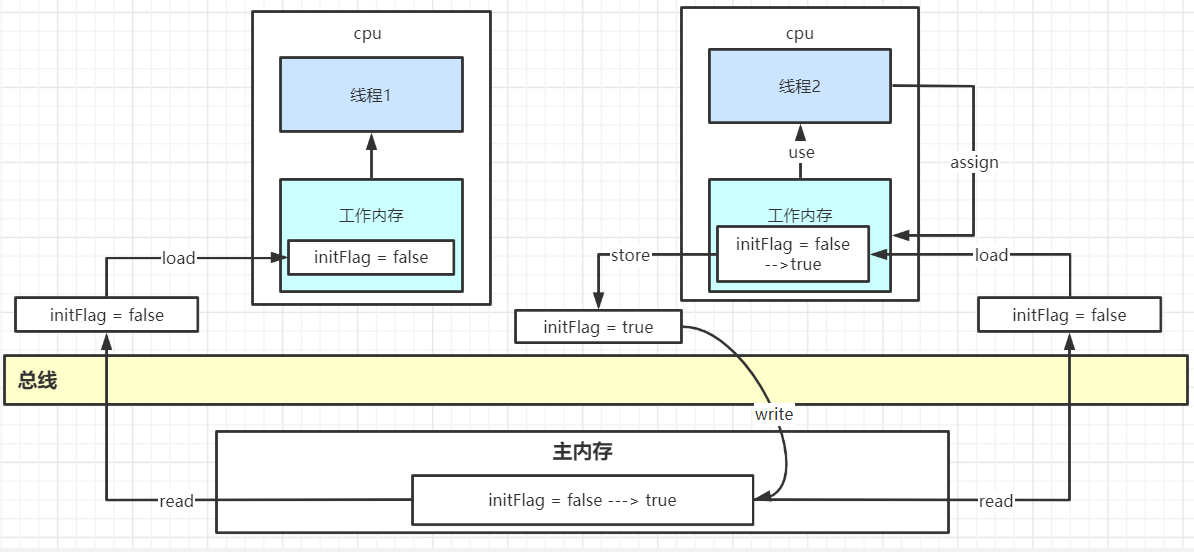 cpu
线程1
工作内存
initFlag = false
load
initFlag = false
cpu
线程2
use
assign
工作内存
initFlag = false
-->true
store
load
initFlag = true
initFlag = false
总线
write
主内存
initFlag = false ---> true
read
read